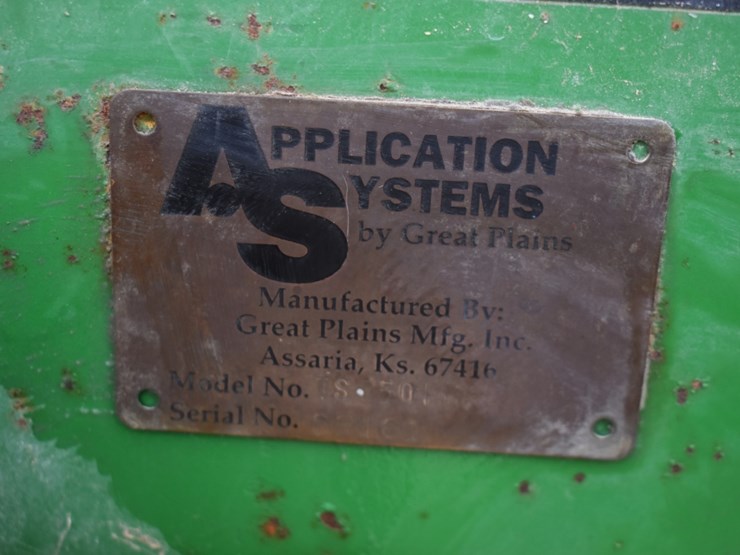 APPLICATION
SYSTEMS
by Great Plains
Manufactured By:
Great Plains Mfg. Inc.
Assaria, Ks. 67416
Model No.
Serial No.